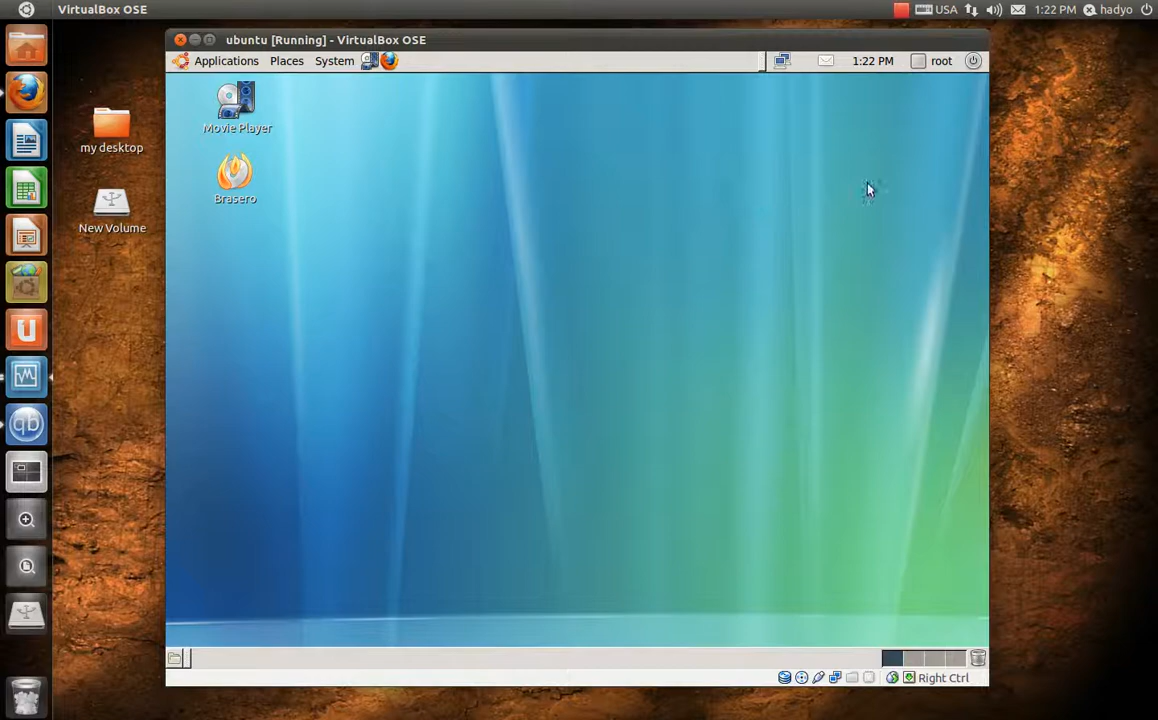 VirtualBox OSE
USA 1:22 PM hadyo
ubuntu [Running] - VirtualBox OSE
Applications Places System 1:22 PM root
Movie Player
Brasero
my desktop
New Volume
U
qb
Right Ctrl